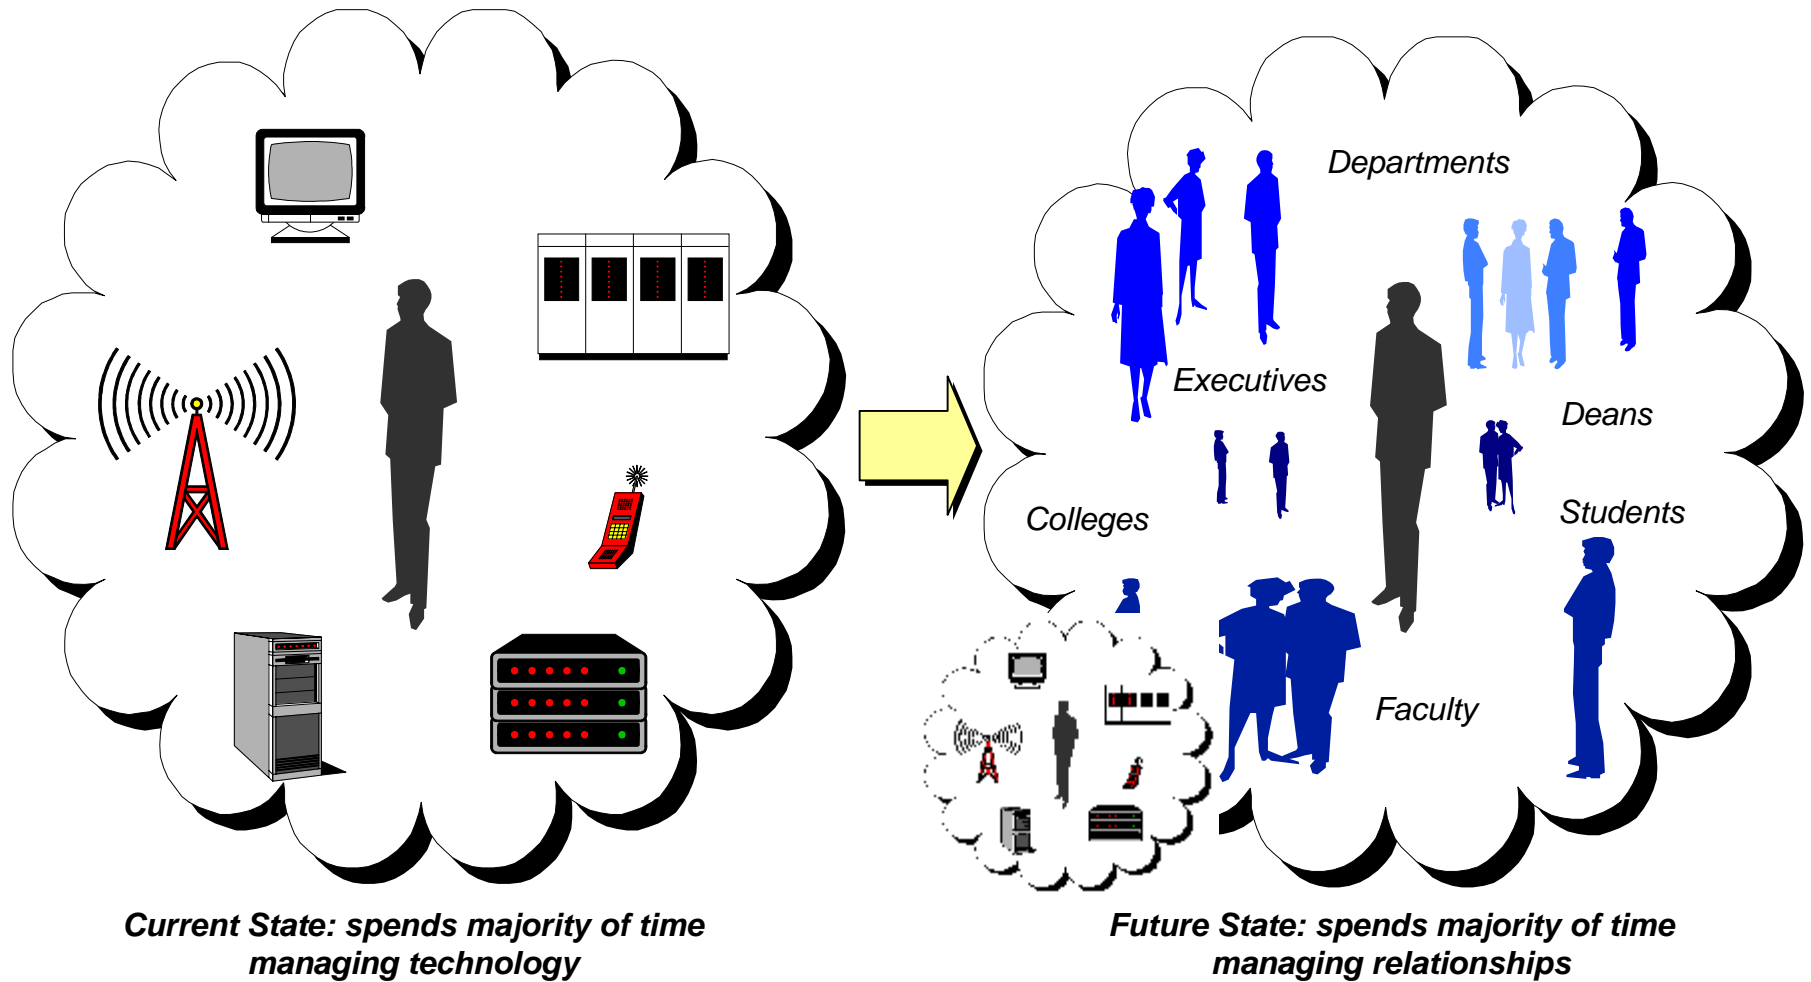 Departments
Executives
Deans
Colleges
Students
Faculty
Current State: spends majority of time
managing technology
Future State: spends majority of time
managing relationships